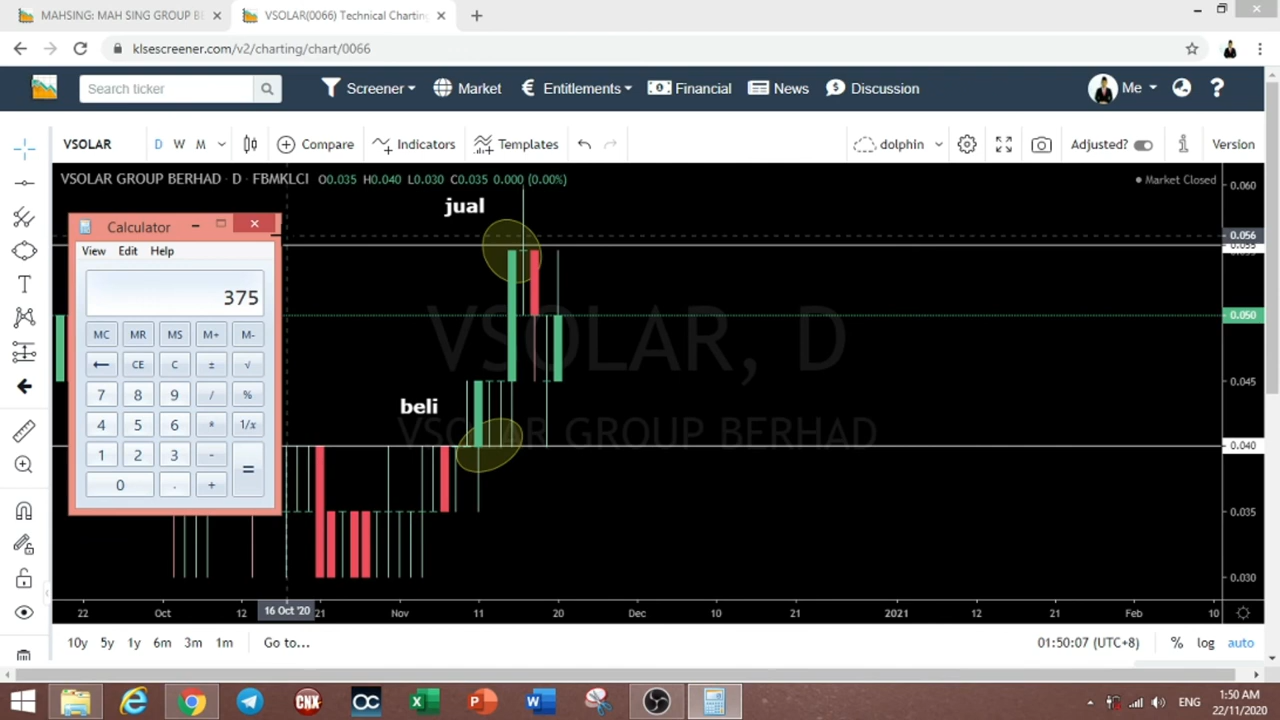 MAHSING: MAH SING GROUP BE
VSOLAR(0066) Technical Charting
klsescreener.com/v2/charting/chart/0066
Search ticker
Screener
Market
Entitlements
Financial
News
Discussion
Me
VSOLAR
D W M
Compare
Indicators
Templates
dolphin
Adjusted?
Version
VSOLAR GROUP BERHAD · D · FBMKLCI O0.035 H0.040 L0.030 C0.035 0.000 (0.00%)
Market Closed
0.060
jual
0.056
Calculator
View Edit Help
375
MC MR MS M+ M-
← CE C ± √
7 8 9 / %
4 5 6 * 1/x
1 2 3 - =
0 . +
0.050
VSOLAR, D
0.045
beli
VSOLAR GROUP BERHAD
0.040
0.035
0.030
22 Oct 12 16 Oct '20 21 Nov 11 20 Dec 10 21 2021 12 21 Feb 10
10y 5y 1y 6m 3m 1m Go to...
01:50:07 (UTC+8) % log auto
CNX
OC
ENG
1:50 AM
22/11/2020